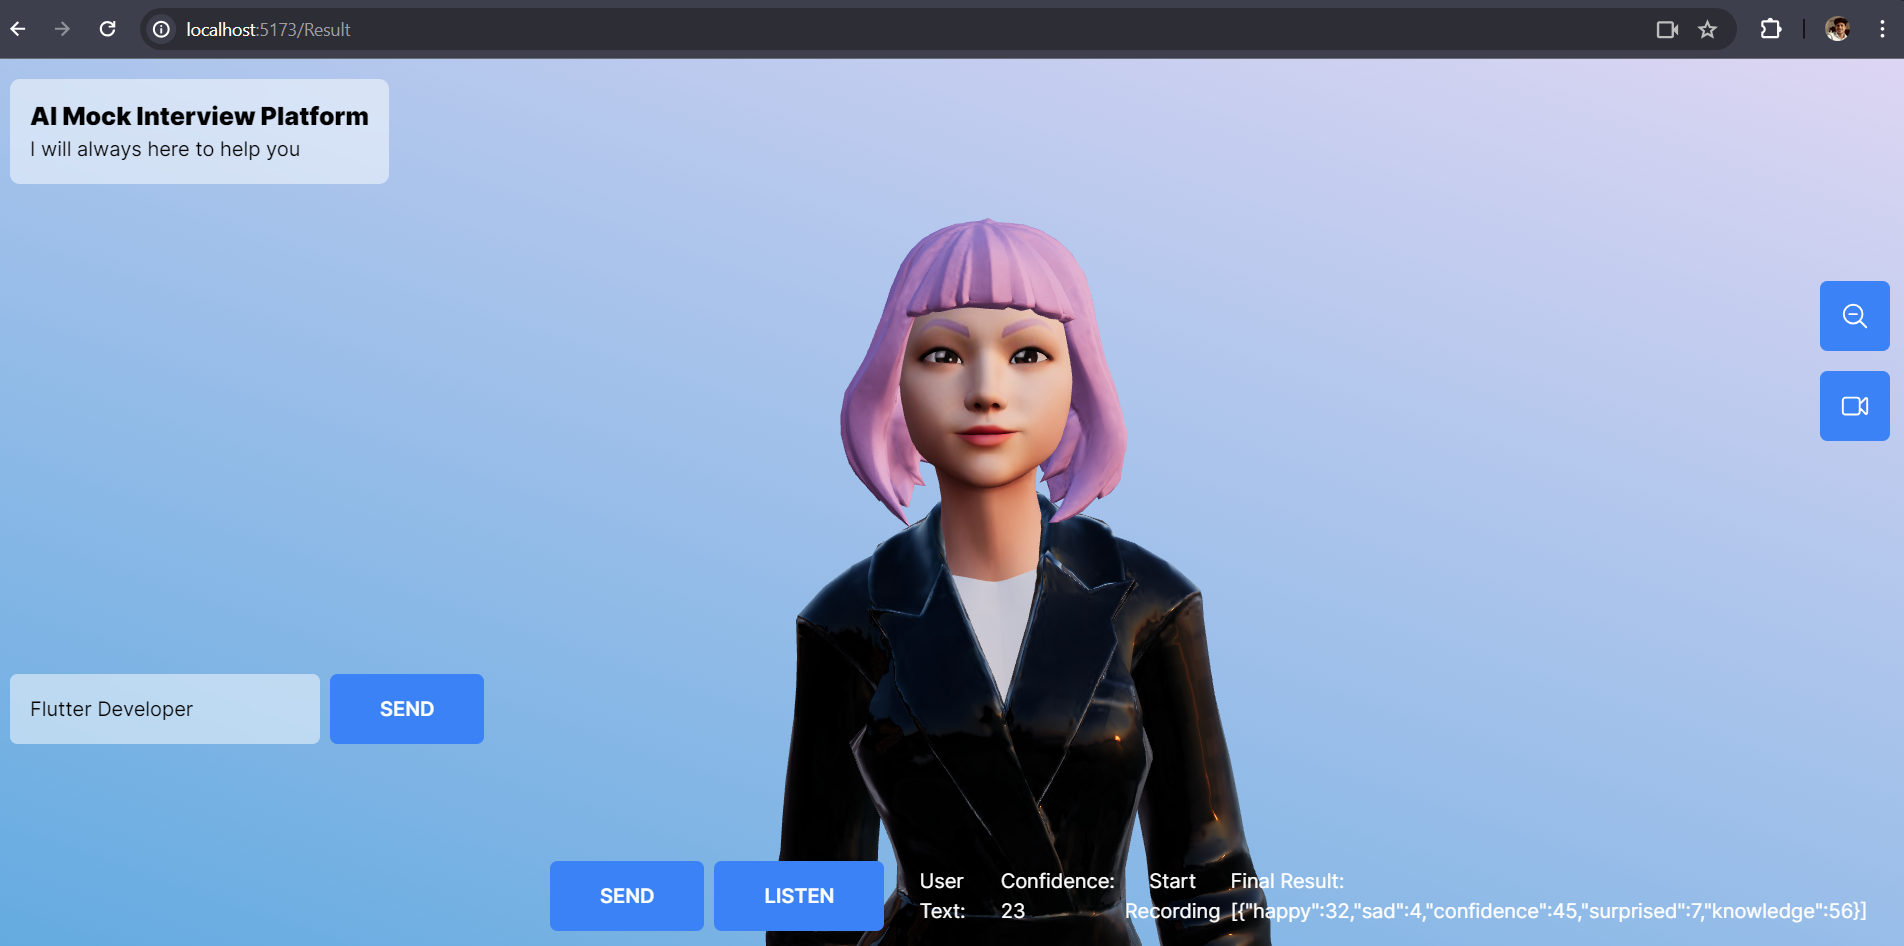 localhost:5173/Result
AI Mock Interview Platform
I will always here to help you
Flutter Developer
SEND
SEND
LISTEN
User
Text:
Confidence:
23
Start
Recording
Final Result:
[{"happy":32,"sad":4,"confidence":45,"surprised":7,"knowledge":56}]